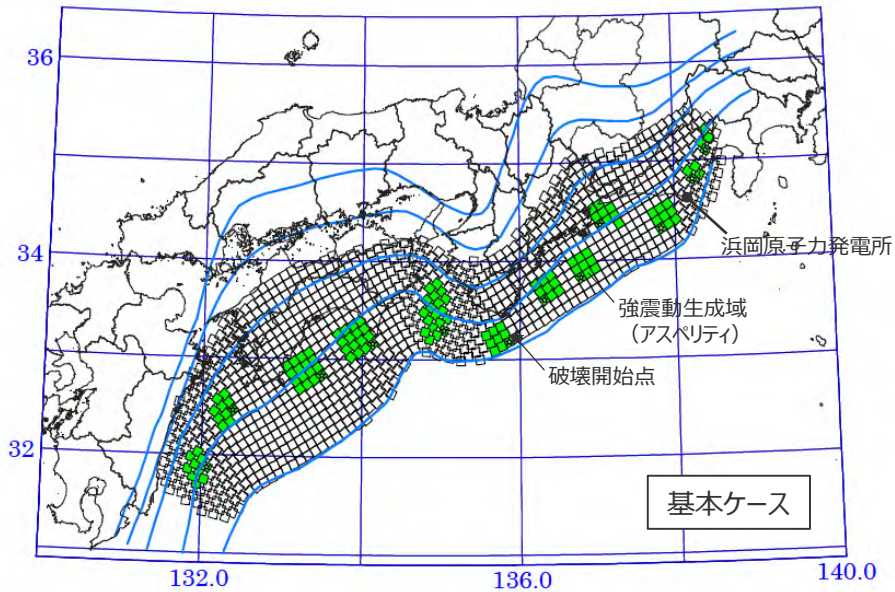 36
34
32
浜岡原子力発電所
強震動生成域
（アスペリティ）
破壊開始点
基本ケース
132.0
136.0
140.0